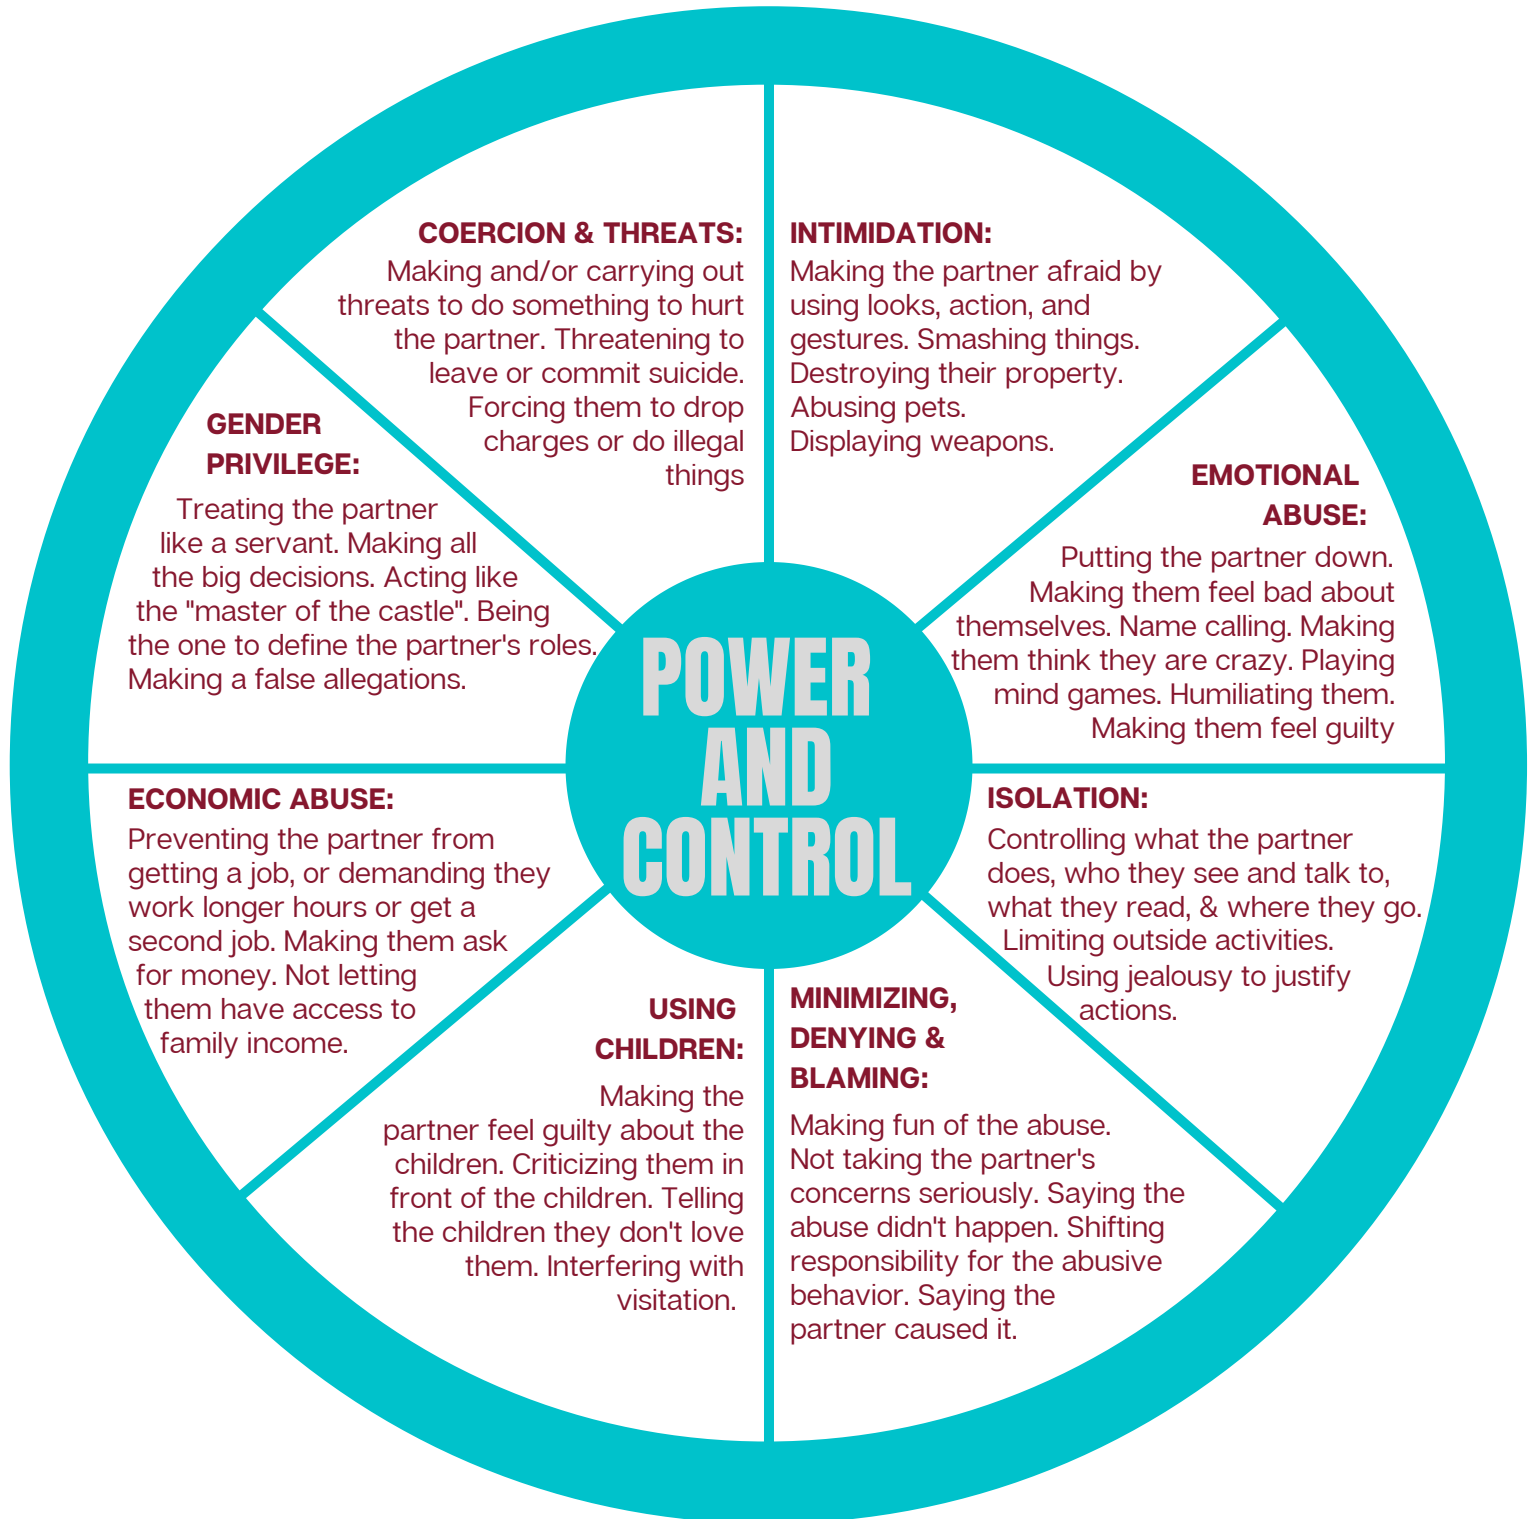 COERCION & THREATS:
Making and/or carrying out
threats to do something to hurt
the partner. Threatening to
leave or commit suicide.
Forcing them to drop
charges or do illegal
things
INTIMIDATION:
Making the partner afraid by
using looks, action, and
gestures. Smashing things.
Destroying their property.
Abusing pets.
Displaying weapons.
EMOTIONAL
ABUSE:
Putting the partner down.
Making them feel bad about
themselves. Name calling. Making
them think they are crazy. Playing
mind games. Humiliating them.
Making them feel guilty
ISOLATION:
Controlling what the partner
does, who they see and talk to,
what they read, & where they go.
Limiting outside activities.
Using jealousy to justify
actions.
MINIMIZING,
DENYING &
BLAMING:
Making fun of the abuse.
Not taking the partner's
concerns seriously. Saying the
abuse didn't happen. Shifting
responsibility for the abusive
behavior. Saying the
partner caused it.
USING
CHILDREN:
Making the
partner feel guilty about the
children. Criticizing them in
front of the children. Telling
the children they don't love
them. Interfering with
visitation.
ECONOMIC ABUSE:
Preventing the partner from
getting a job, or demanding they
work longer hours or get a
second job. Making them ask
for money. Not letting
them have access to
family income.
GENDER
PRIVILEGE:
Treating the partner
like a servant. Making all
the big decisions. Acting like
the "master of the castle". Being
the one to define the partner's roles.
Making a false allegations.
POWER
AND
CONTROL